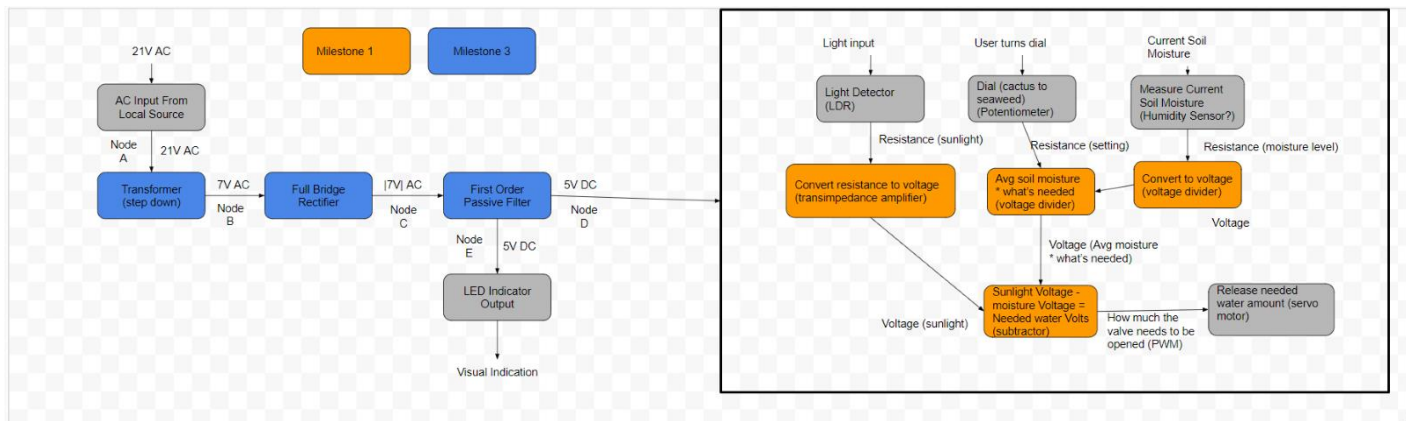 21V AC
Milestone 1
Milestone 3
AC Input From
Local Source
Node
A
21V AC
Transformer
(step down)
7V AC
Node
B
Full Bridge
Rectifier
|7V| AC
Node
C
First Order
Passive Filter
5V DC
Node
D
Node
E
5V DC
LED Indicator
Output
Visual Indication
Light input
User turns dial
Current Soil
Moisture
Light Detector
(LDR)
Dial (cactus to
seaweed)
(Potentiometer)
Measure Current
Soil Moisture
(Humidity Sensor?)
Resistance (sunlight)
Resistance (setting)
Resistance (moisture level)
Convert resistance to voltage
(transimpedance amplifier)
Avg soil moisture
* what's needed
(voltage divider)
Convert to voltage
(voltage divider)
Voltage
Voltage (Avg moisture
* what's needed)
Voltage (sunlight)
Sunlight Voltage -
moisture Voltage =
Needed water Volts
(subtractor)
How much the
valve needs to be
opened (PWM)
Release needed
water amount (servo
motor)